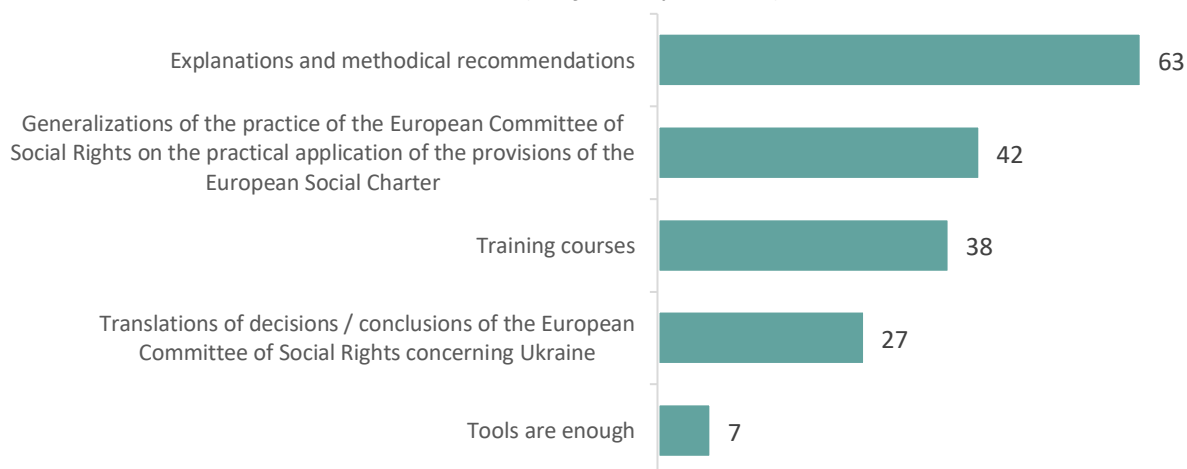 Explanations and methodical recommendations
63
Generalizations of the practice of the European Committee of
Social Rights on the practical application of the provisions of the
European Social Charter
42
Training courses
38
Translations of decisions / conclusions of the European
Committee of Social Rights concerning Ukraine
27
Tools are enough
7